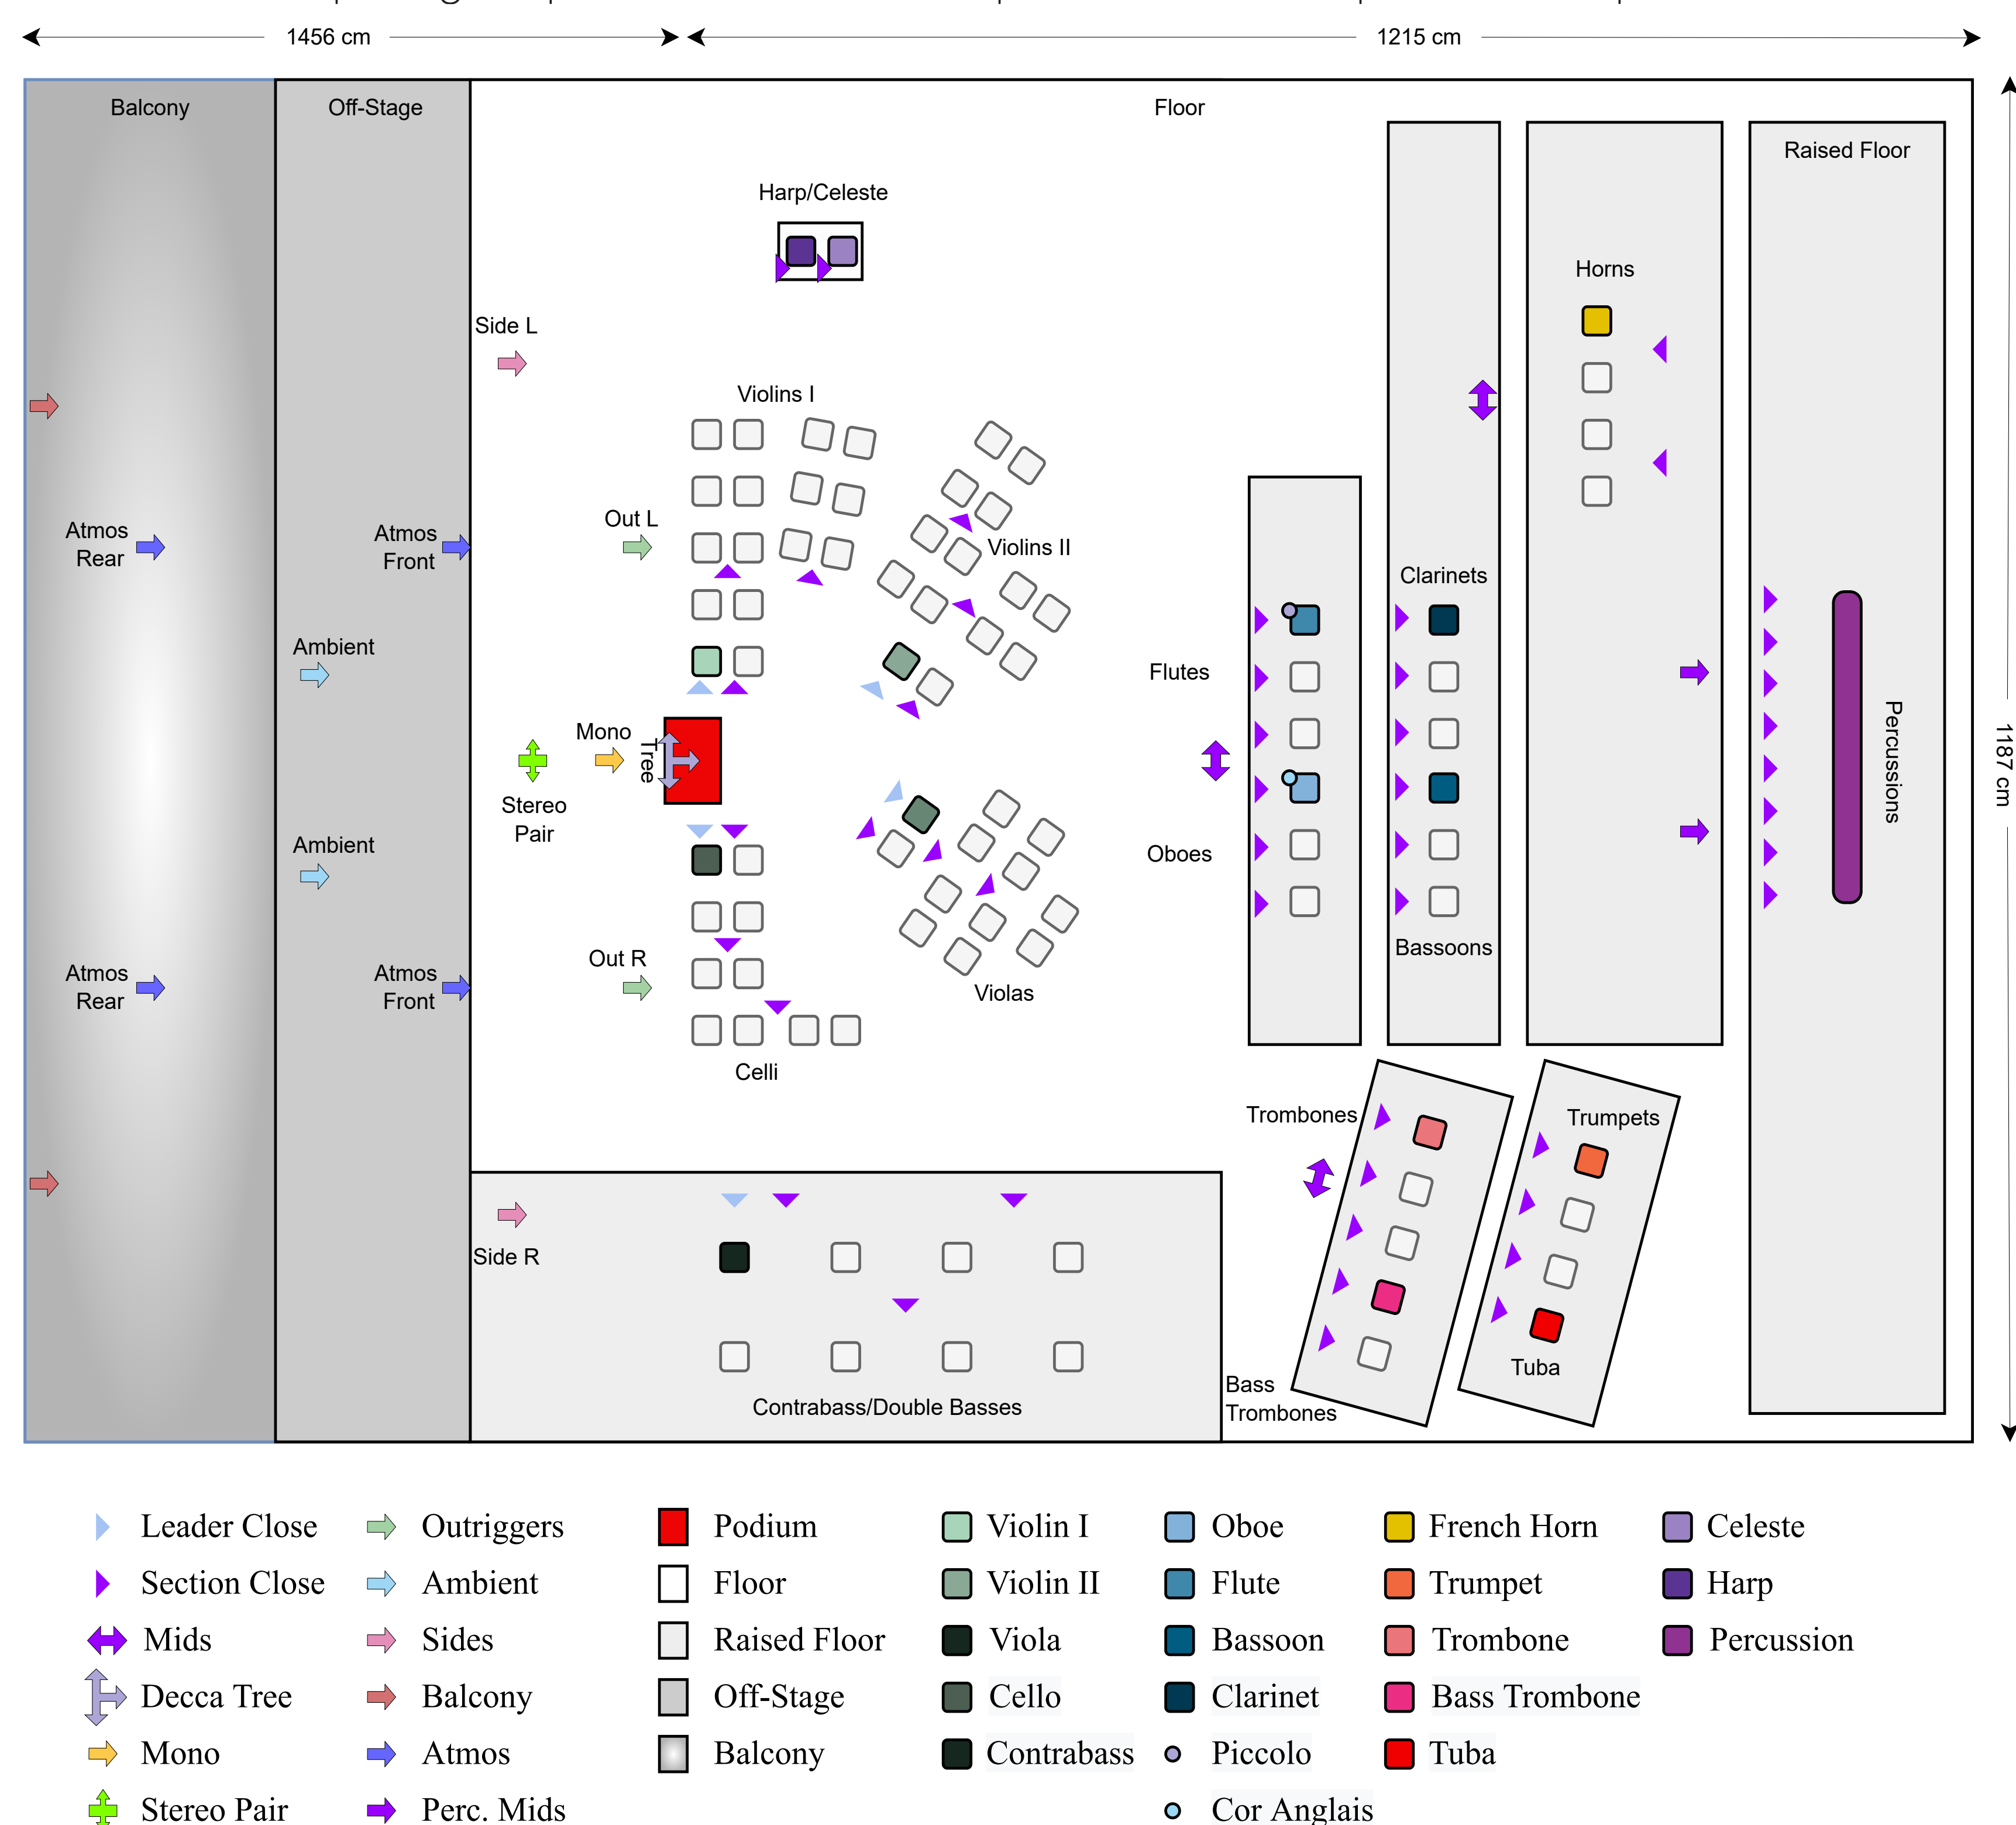 1456 cm
1215 cm
Balcony
Off-Stage
Floor
Raised Floor
Harp/Celeste
Horns
Side L
Violins I
Out L
Atmos
Rear
Atmos
Front
Violins II
Clarinets
Ambient
Flutes
Mono
Tree
Stereo
Pair
Percussions
1187 cm
Ambient
Oboes
Out R
Bassoons
Atmos
Rear
Atmos
Front
Violas
Celli
Trombones
Trumpets
Side R
Tuba
Bass
Trombones
Contrabass/Double Basses
Leader Close
Section Close
Mids
Decca Tree
Mono
Stereo Pair
Outriggers
Ambient
Sides
Balcony
Atmos
Perc. Mids
Podium
Floor
Raised Floor
Off-Stage
Balcony
Violin I
Violin II
Viola
Cello
Contrabass
Oboe
Flute
Bassoon
Clarinet
Piccolo
Cor Anglais
French Horn
Trumpet
Trombone
Bass Trombone
Tuba
Celeste
Harp
Percussion